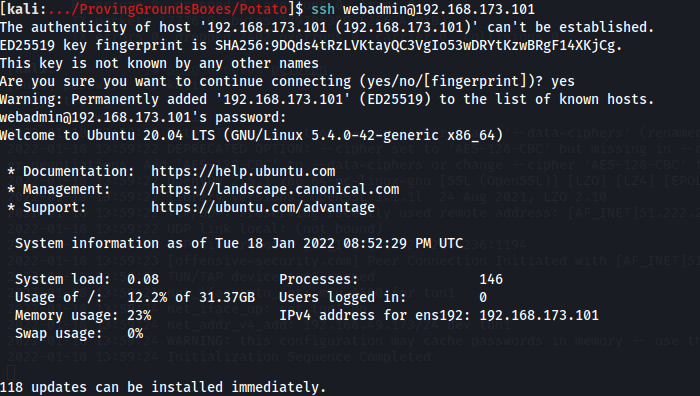 [kali:.../ProvingGroundsBoxes/Potato]$ ssh webadmin@192.168.173.101
The authenticity of host '192.168.173.101 (192.168.173.101)' can't be established.
ED25519 key fingerprint is SHA256:9DQds4tRzLVKtayQC3VgIo53wDRYtKzwBRgF14XKjCg.
This key is not known by any other names
Are you sure you want to continue connecting (yes/no/[fingerprint])? yes
Warning: Permanently added '192.168.173.101' (ED25519) to the list of known hosts.
webadmin@192.168.173.101's password:
Welcome to Ubuntu 20.04 LTS (GNU/Linux 5.4.0-42-generic x86_64)
* Documentation: https://help.ubuntu.com
* Management: https://landscape.canonical.com
* Support: https://ubuntu.com/advantage
System information as of Tue 18 Jan 2022 08:52:29 PM UTC
System load: 0.08 Processes: 146
Usage of /: 12.2% of 31.37GB Users logged in: 0
Memory usage: 23% IPv4 address for ens192: 192.168.173.101
Swap usage: 0%
118 updates can be installed immediately.